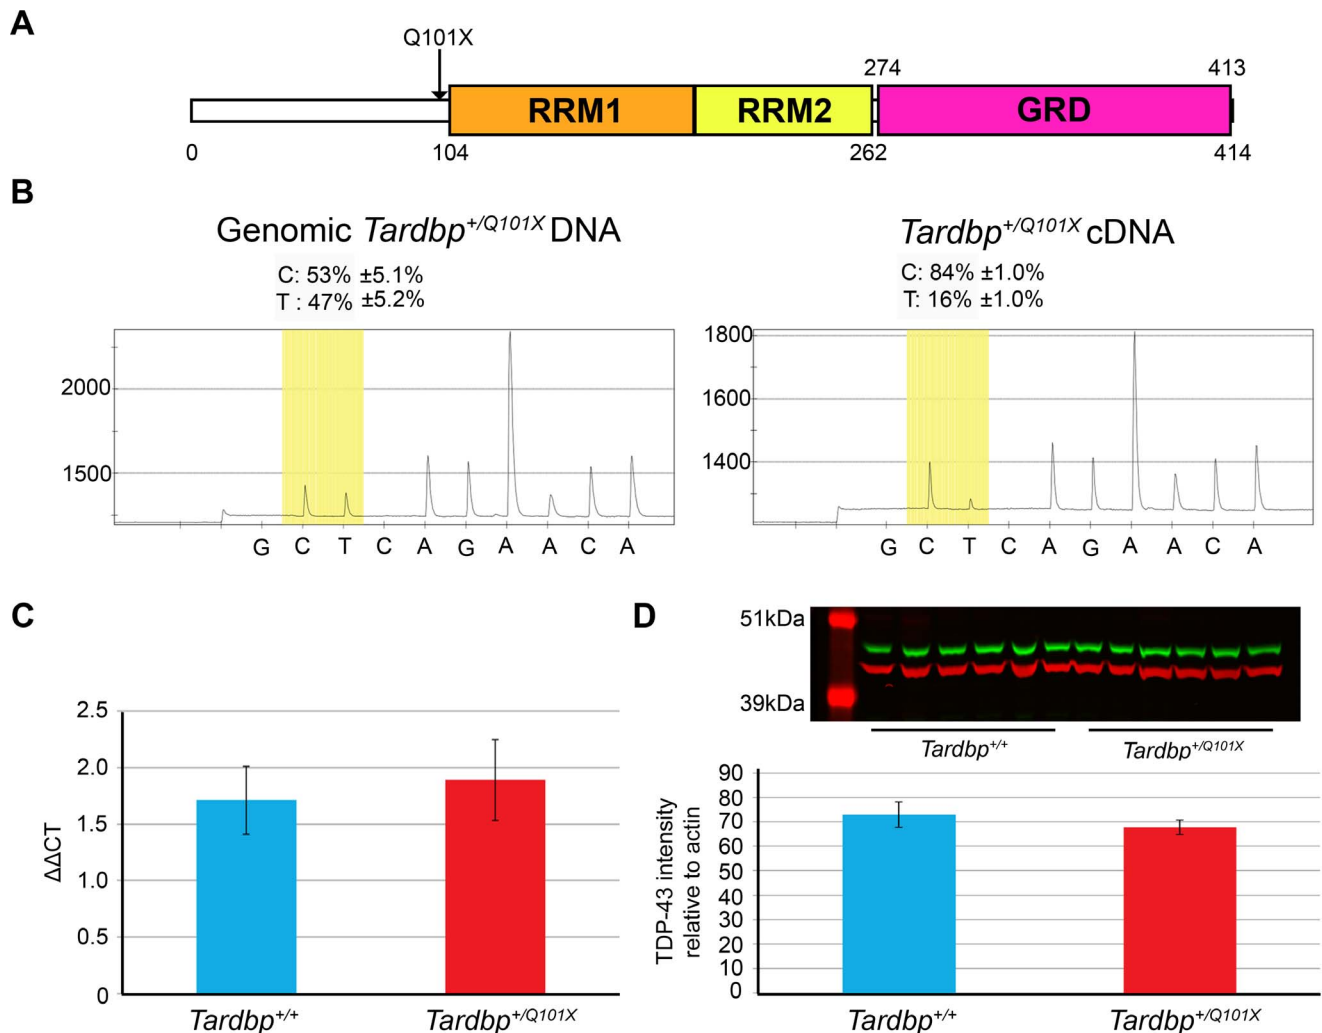 A
Q101X
274 413
RRM1 RRM2 GRD
0 104 262 414
B
Genomic Tardbp+/Q101X DNA
C: 53% ±5.1%
T : 47% ±5.2%
2000
1500
G C T C A G A A C A
Tardbp+/Q101X cDNA
C: 84% ±1.0%
T: 16% ±1.0%
1800
1600
1400
G C T C A G A A C A
C
ΔΔCT
2.5
2.0
1.5
1.0
0.5
0
Tardbp+/+ Tardbp+/Q101X
D
51kDa
39kDa
Tardbp+/+ Tardbp+/Q101X
TDP-43 intensity
relative to actin
90
80
70
60
50
40
30
20
10
0
Tardbp+/+ Tardbp+/Q101X